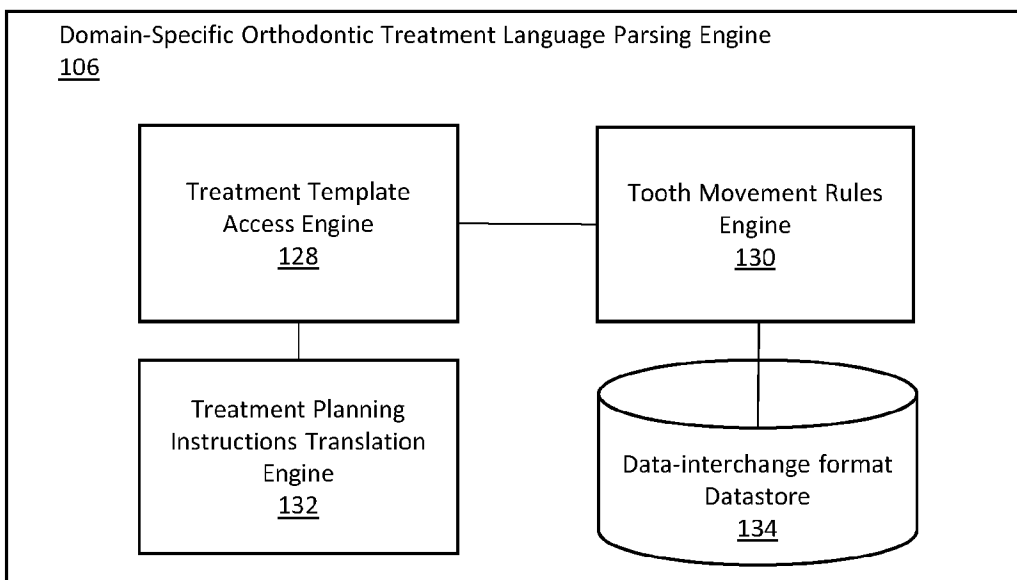 Domain-Specific Orthodontic Treatment Language Parsing Engine
106
Treatment Template
Access Engine
128
Tooth Movement Rules
Engine
130
Treatment Planning
Instructions Translation
Engine
132
Data-interchange format
Datastore
134